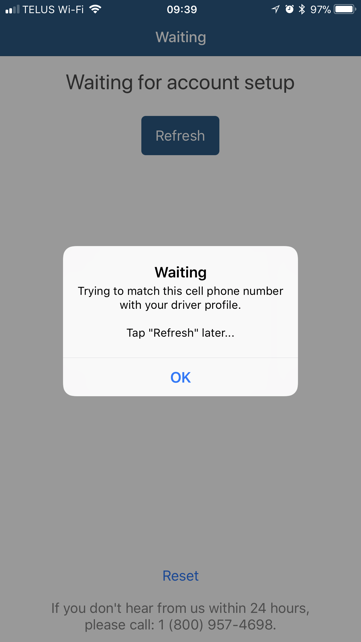 TELUS Wi-Fi 09:39 97%
Waiting
Waiting for account setup
Refresh
Waiting
Trying to match this cell phone number
with your driver profile.
Tap "Refresh" later...
OK
Reset
If you don't hear from us within 24 hours,
please call: 1 (800) 957-4698.